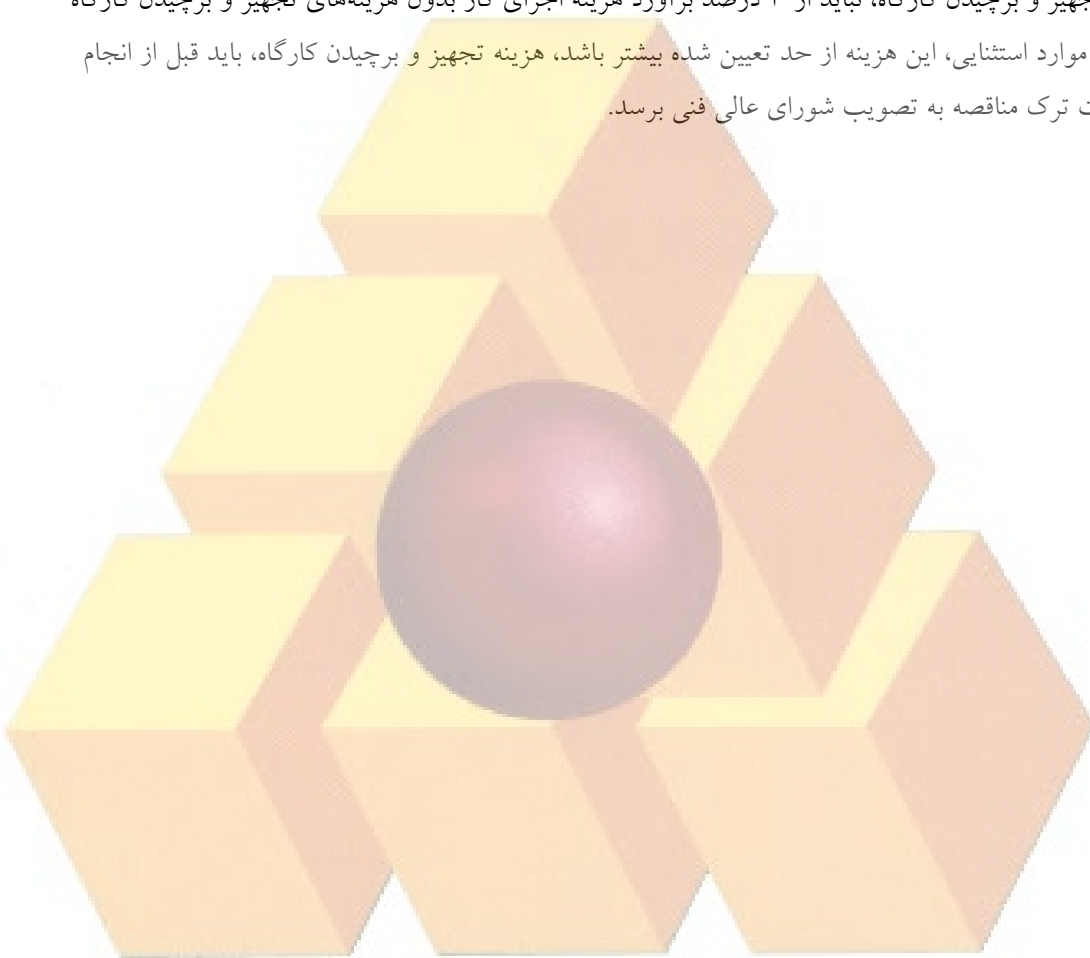 و برچیدن کارگاه، نباید از درصد برآورد هزینه اجرای کار بدون هزینه‌های تجهیز و برچیدن کارگاه
موارد استثنایی، این هزینه از حد تعیین شده بیشتر باشد، هزینه تجهیز و برچیدن کارگاه، باید قبل از انجام
ترک مناقصه به تصویب شورای عالی فنی برسد.